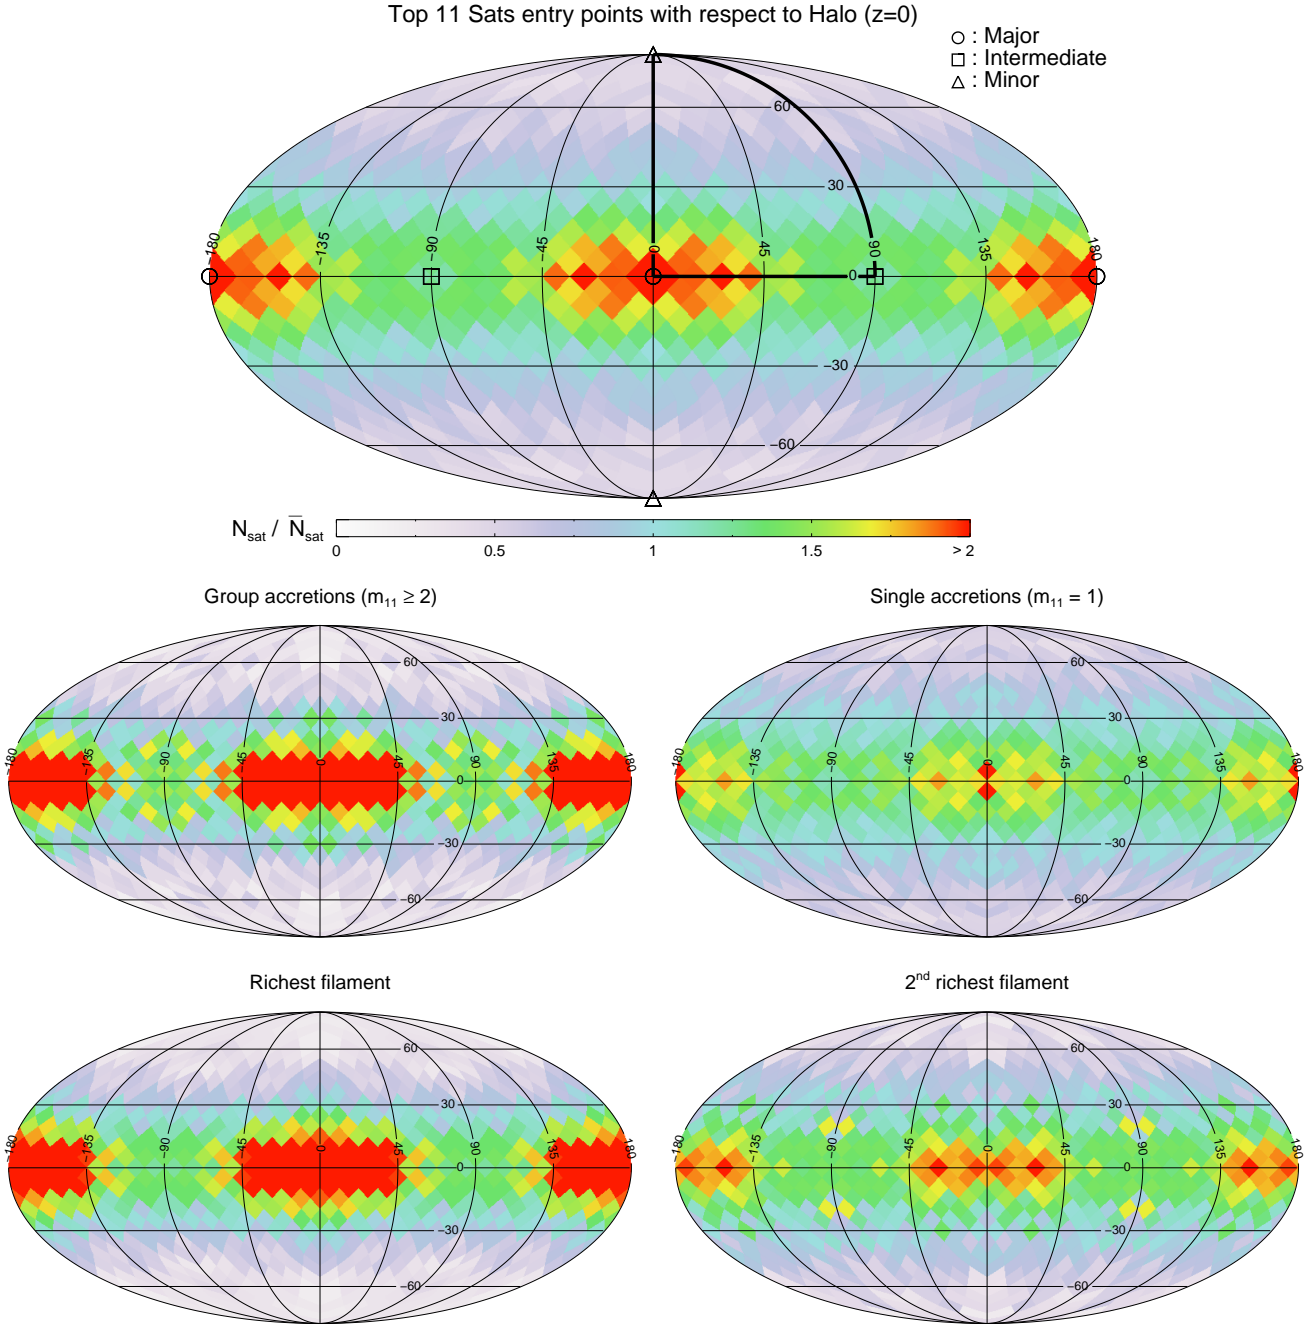 Top 11 Sats entry points with respect to Halo (z=0)
: Major
: Intermediate
: Minor
60
30
−180 −135 −90 −45 0 45 90 135 180
0
−30
−60
N_sat / N̅_sat
0 0.5 1 1.5 > 2
Group accretions (m₁₁ ≥ 2)
60
30
−180 −135 −90 −45 0 45 90 135 180
0
−30
−60
Single accretions (m₁₁ = 1)
60
30
−180 −135 −90 −45 0 45 90 135 180
0
−30
−60
Richest filament
60
30
−180 −135 −90 −45 0 45 90 135 180
0
−30
−60
2nd richest filament
60
30
−180 −135 −90 −45 0 45 90 135 180
0
−30
−60